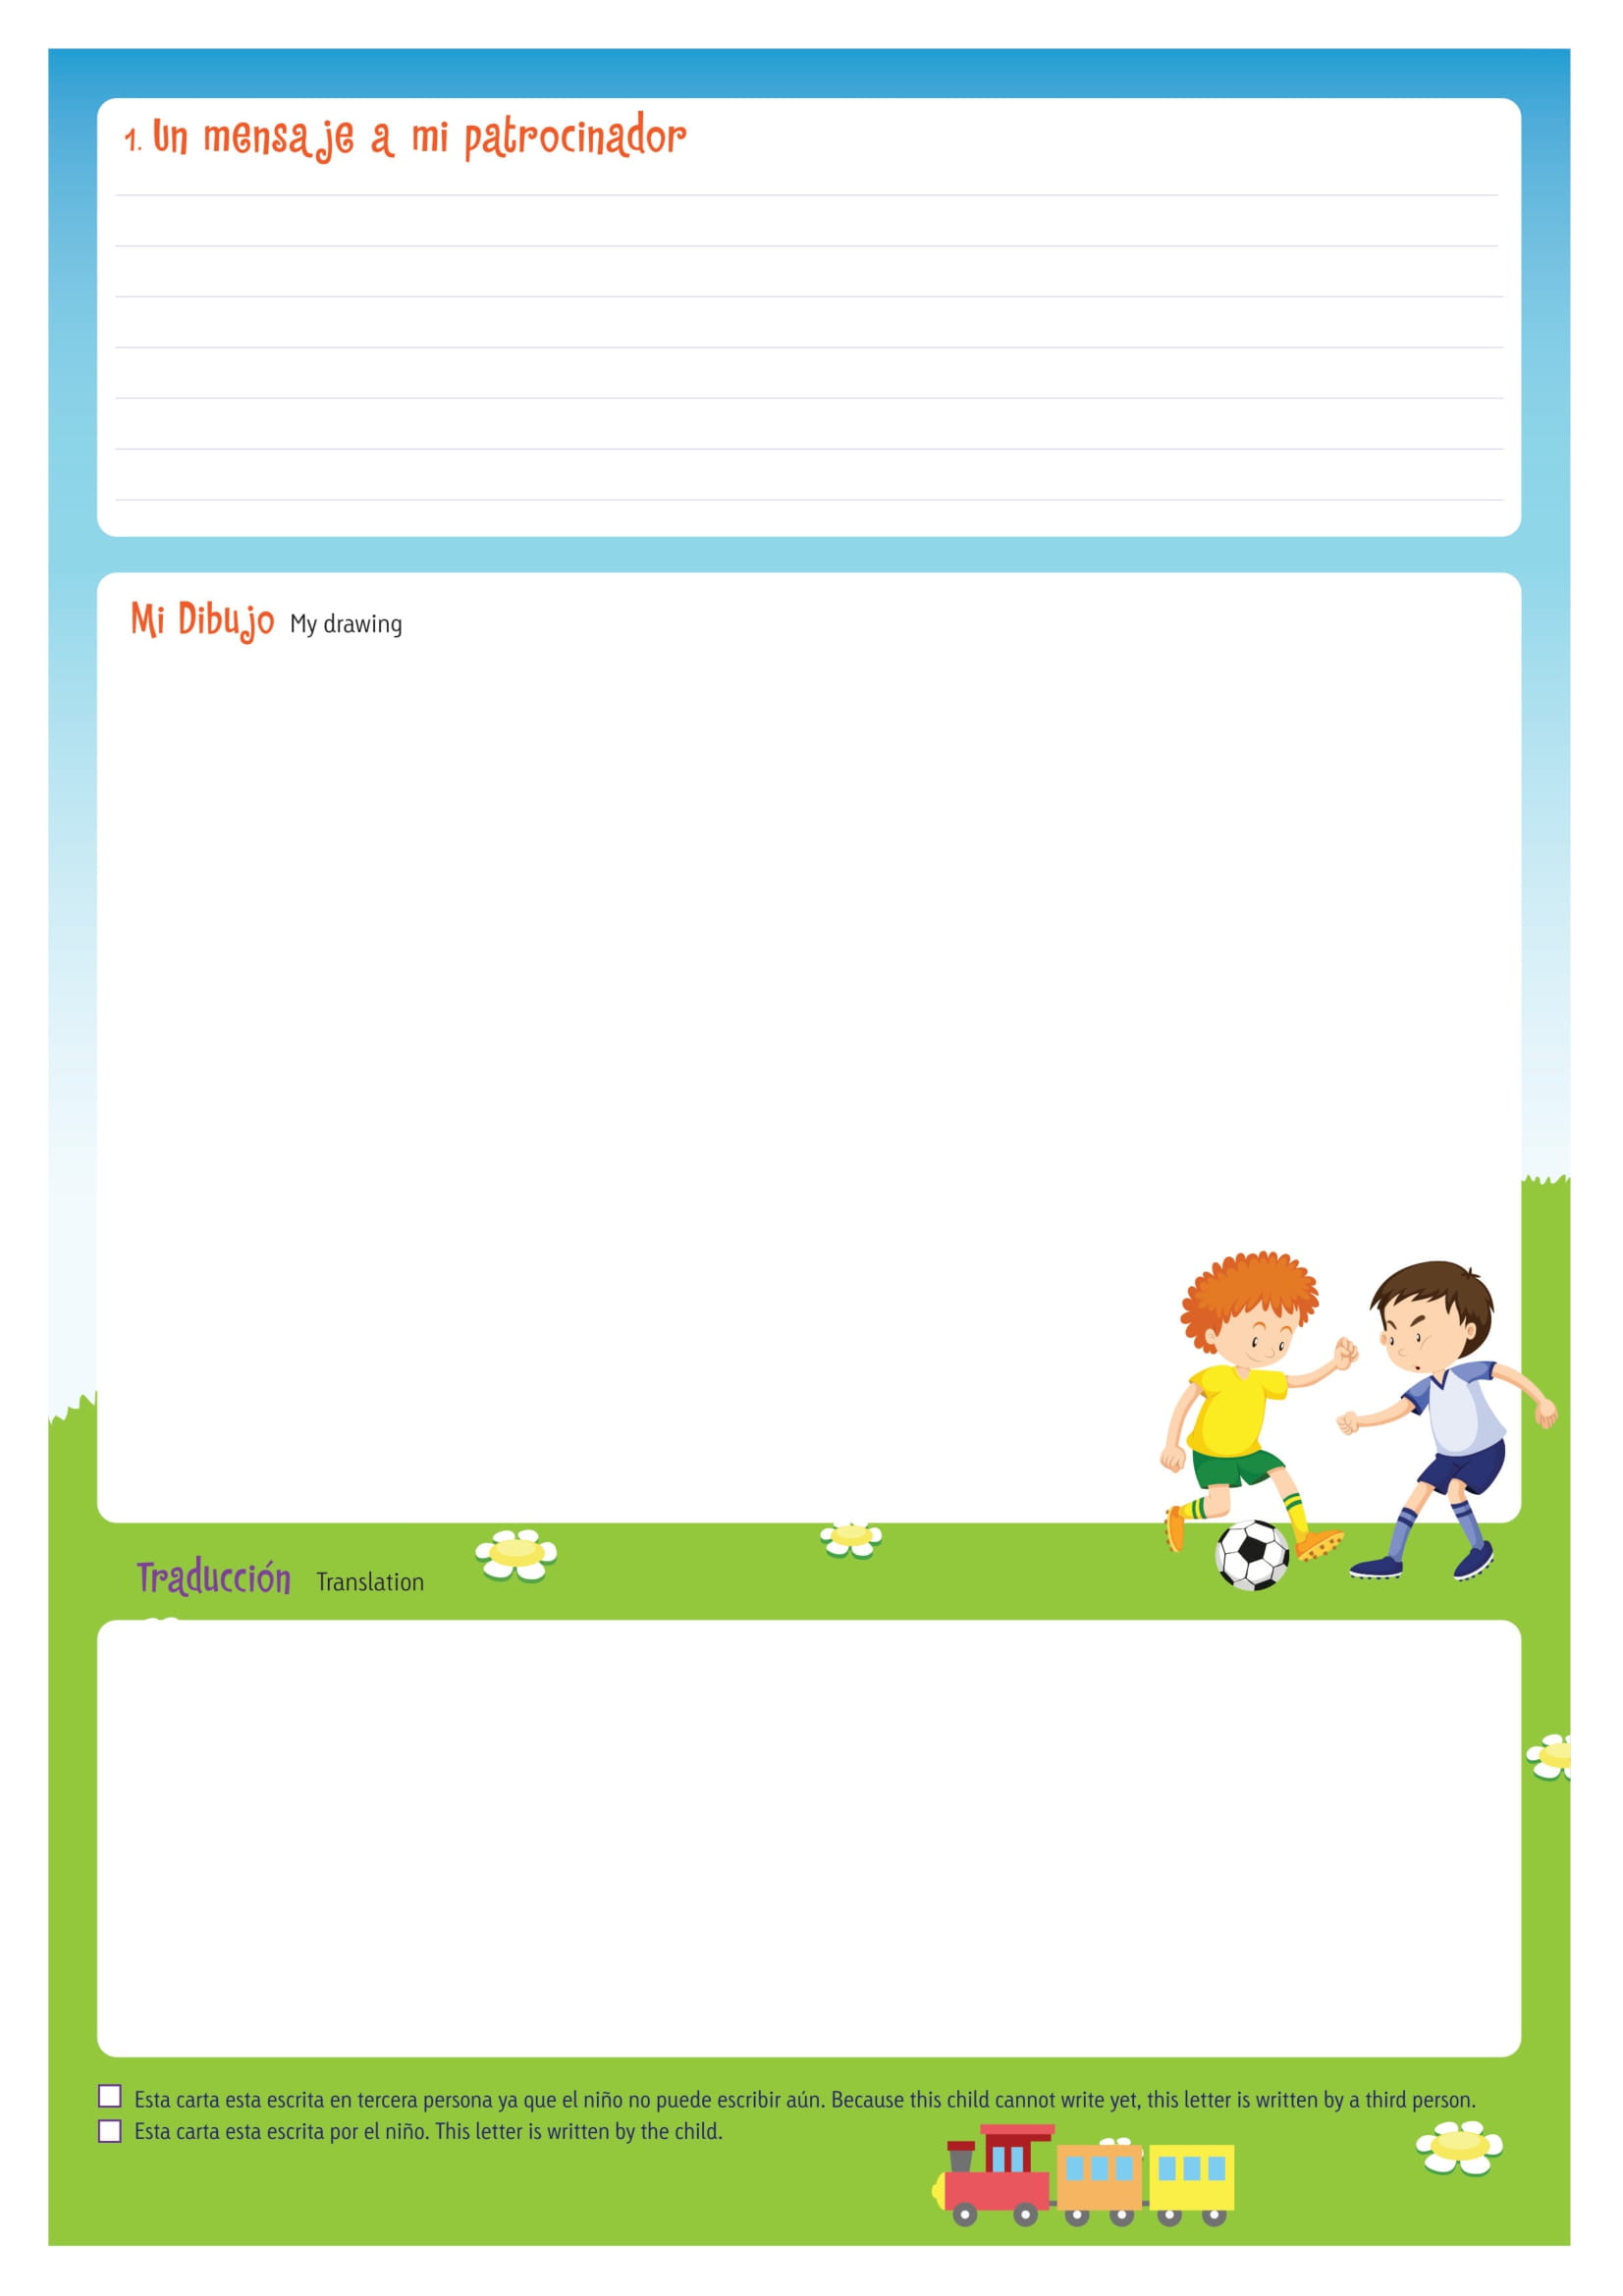 1. Un mensaje a mi patrocinador
Mi Dibujo My drawing
Traducción Translation
Esta carta esta escrita en tercera persona ya que el niño no puede escribir aún. Because this child cannot write yet, this letter is written by a third person.
Esta carta esta escrita por el niño. This letter is written by the child.